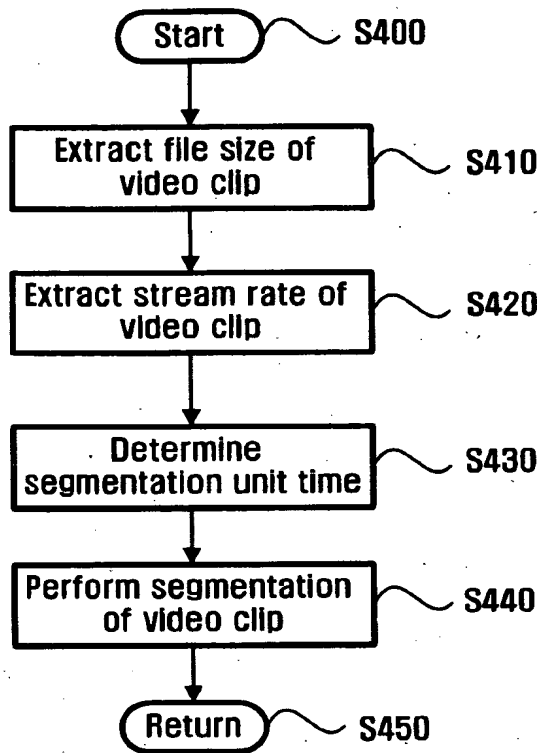 Start
S400
Extract file size of
video clip
S410
Extract stream rate of
video clip
S420
Determine
segmentation unit time
S430
Perform segmentation
of video clip
S440
Return
S450